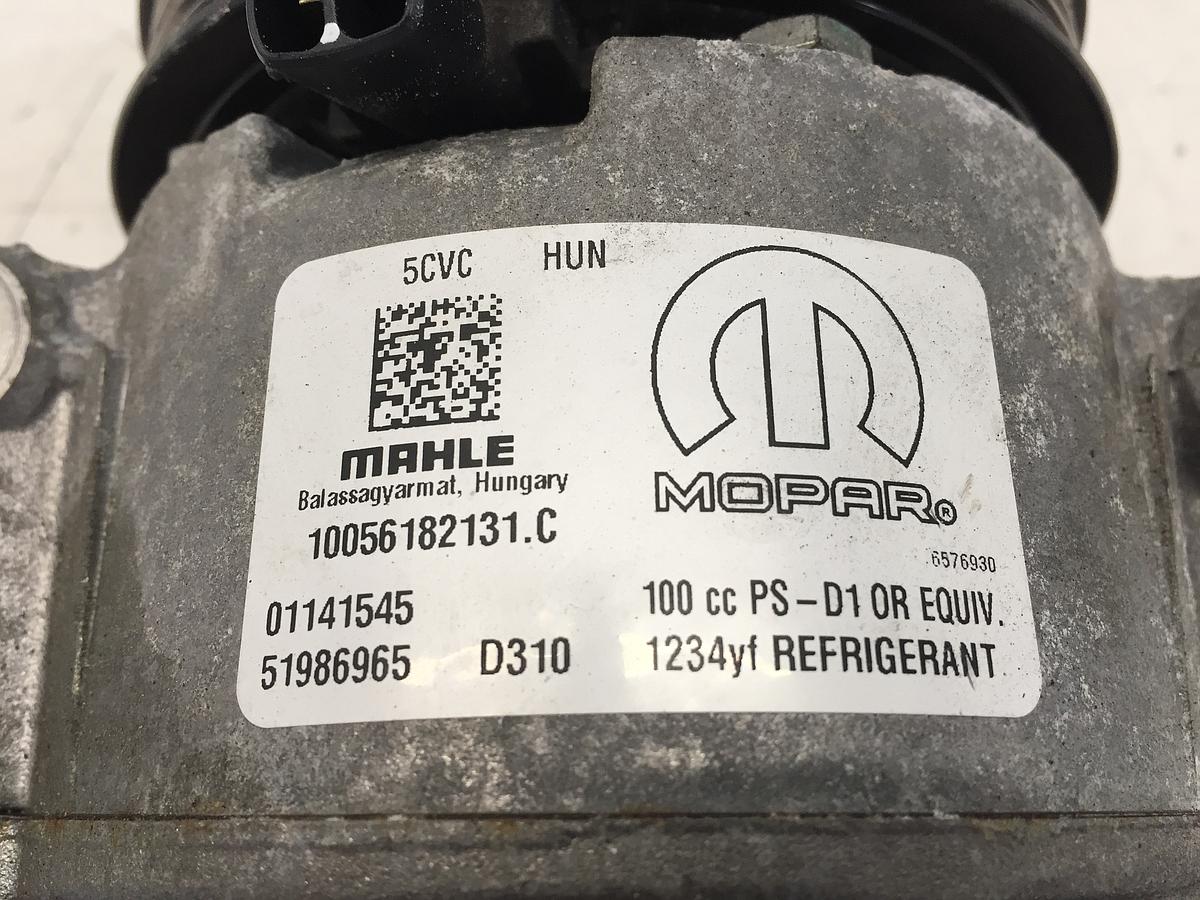 5CVC HUN
MAHLE
Balassagyarmat, Hungary
10056182131.C
MOPAR®
6576930
01141545
51986965 D310
100 cc PS-D1 OR EQUIV.
1234yf REFRIGERANT